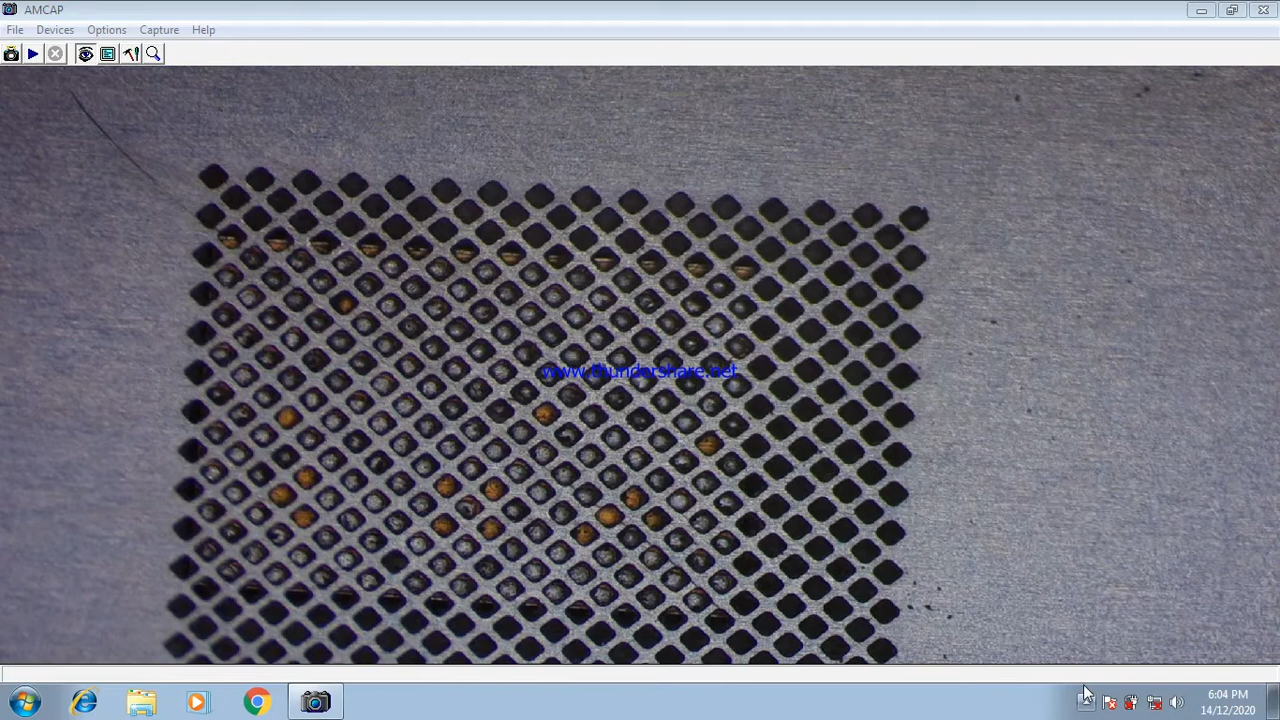 AMCAP
File Devices Options Capture Help
www.thundershare.net
6:04 PM
14/12/2020